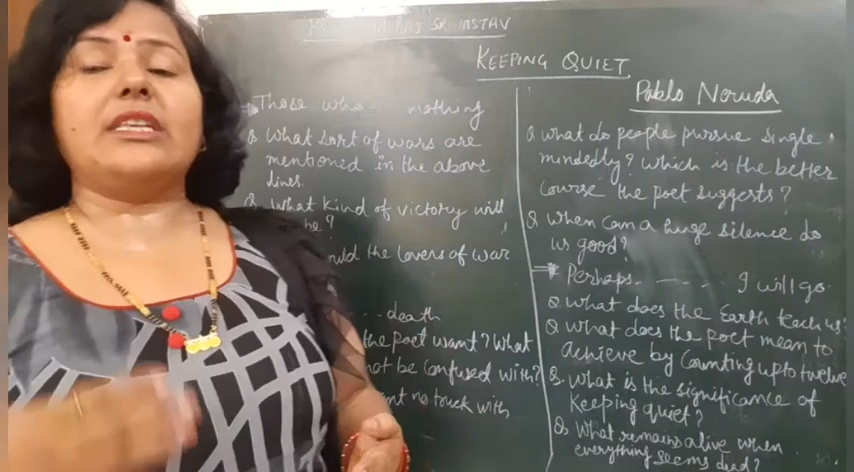 KEEPING QUIET
Those who - nothing
Q What sort of wars are
mentioned in the above
lines.
Q What kind of victory will
be?
the lovers of war
- - death
the Poet want? What
not be confused with?
no truck with
Pablo Neruda
Q What do people pursue single
mindedly? Which is the better
course the poet suggests?
Q When can a huge silence do
us good?
Perhaps - - - - - I will go.
Q What does the Earth teach us?
Q What does the poet mean to
achieve by counting upto twelve
Q. What is the significance of
Keeping quiet?
Q. What remains alive when
everything seems dead?